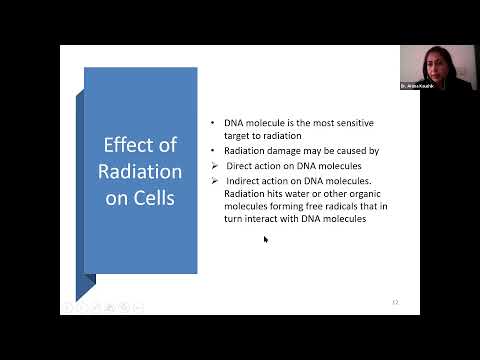 Dr. Aruna Kaushik
Effect of
Radiation
on Cells
• DNA molecule is the most sensitive
target to radiation
• Radiation damage may be caused by
➢ Direct action on DNA molecules
➢ Indirect action on DNA molecules.
Radiation hits water or other organic
molecules forming free radicals that in
turn interact with DNA molecules
12